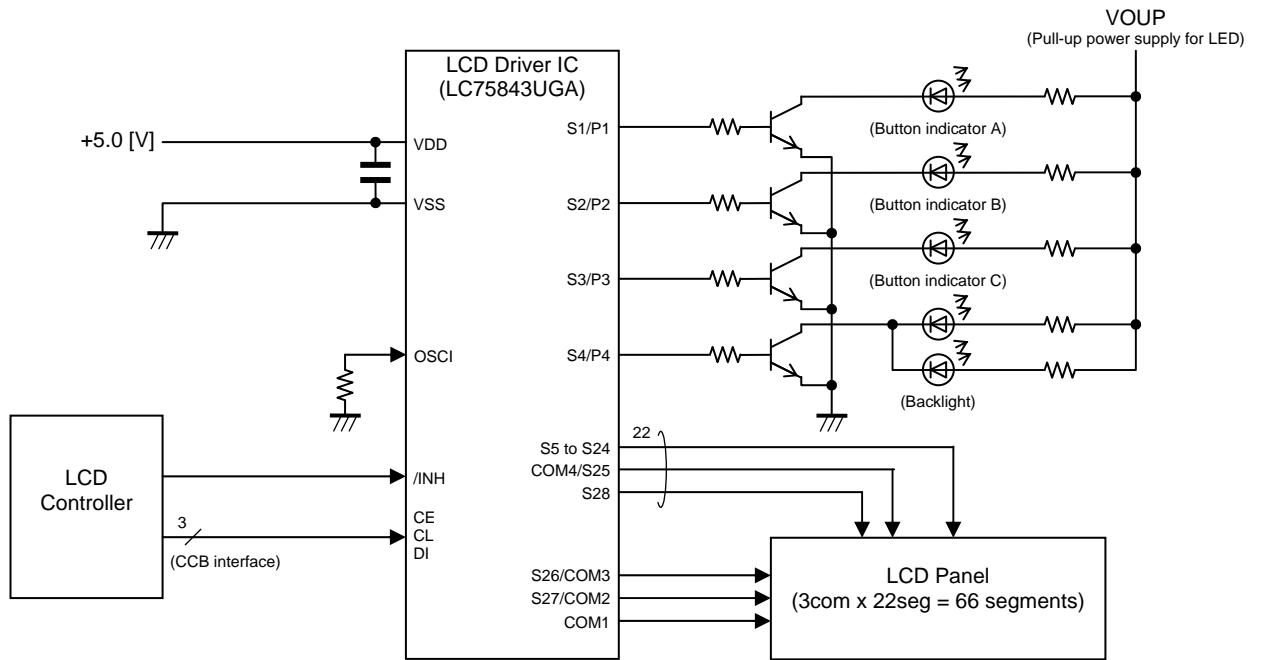 VOUP
(Pull-up power supply for LED)
LCD Driver IC
(LC75843UGA)
+5.0 [V]
VDD
VSS
OSCI
S1/P1
(Button indicator A)
S2/P2
(Button indicator B)
S3/P3
(Button indicator C)
S4/P4
(Backlight)
22
S5 to S24
COM4/S25
S28
LCD
Controller
/INH
3
(CCB interface)
CE
CL
DI
S26/COM3
S27/COM2
COM1
LCD Panel
(3com x 22seg = 66 segments)